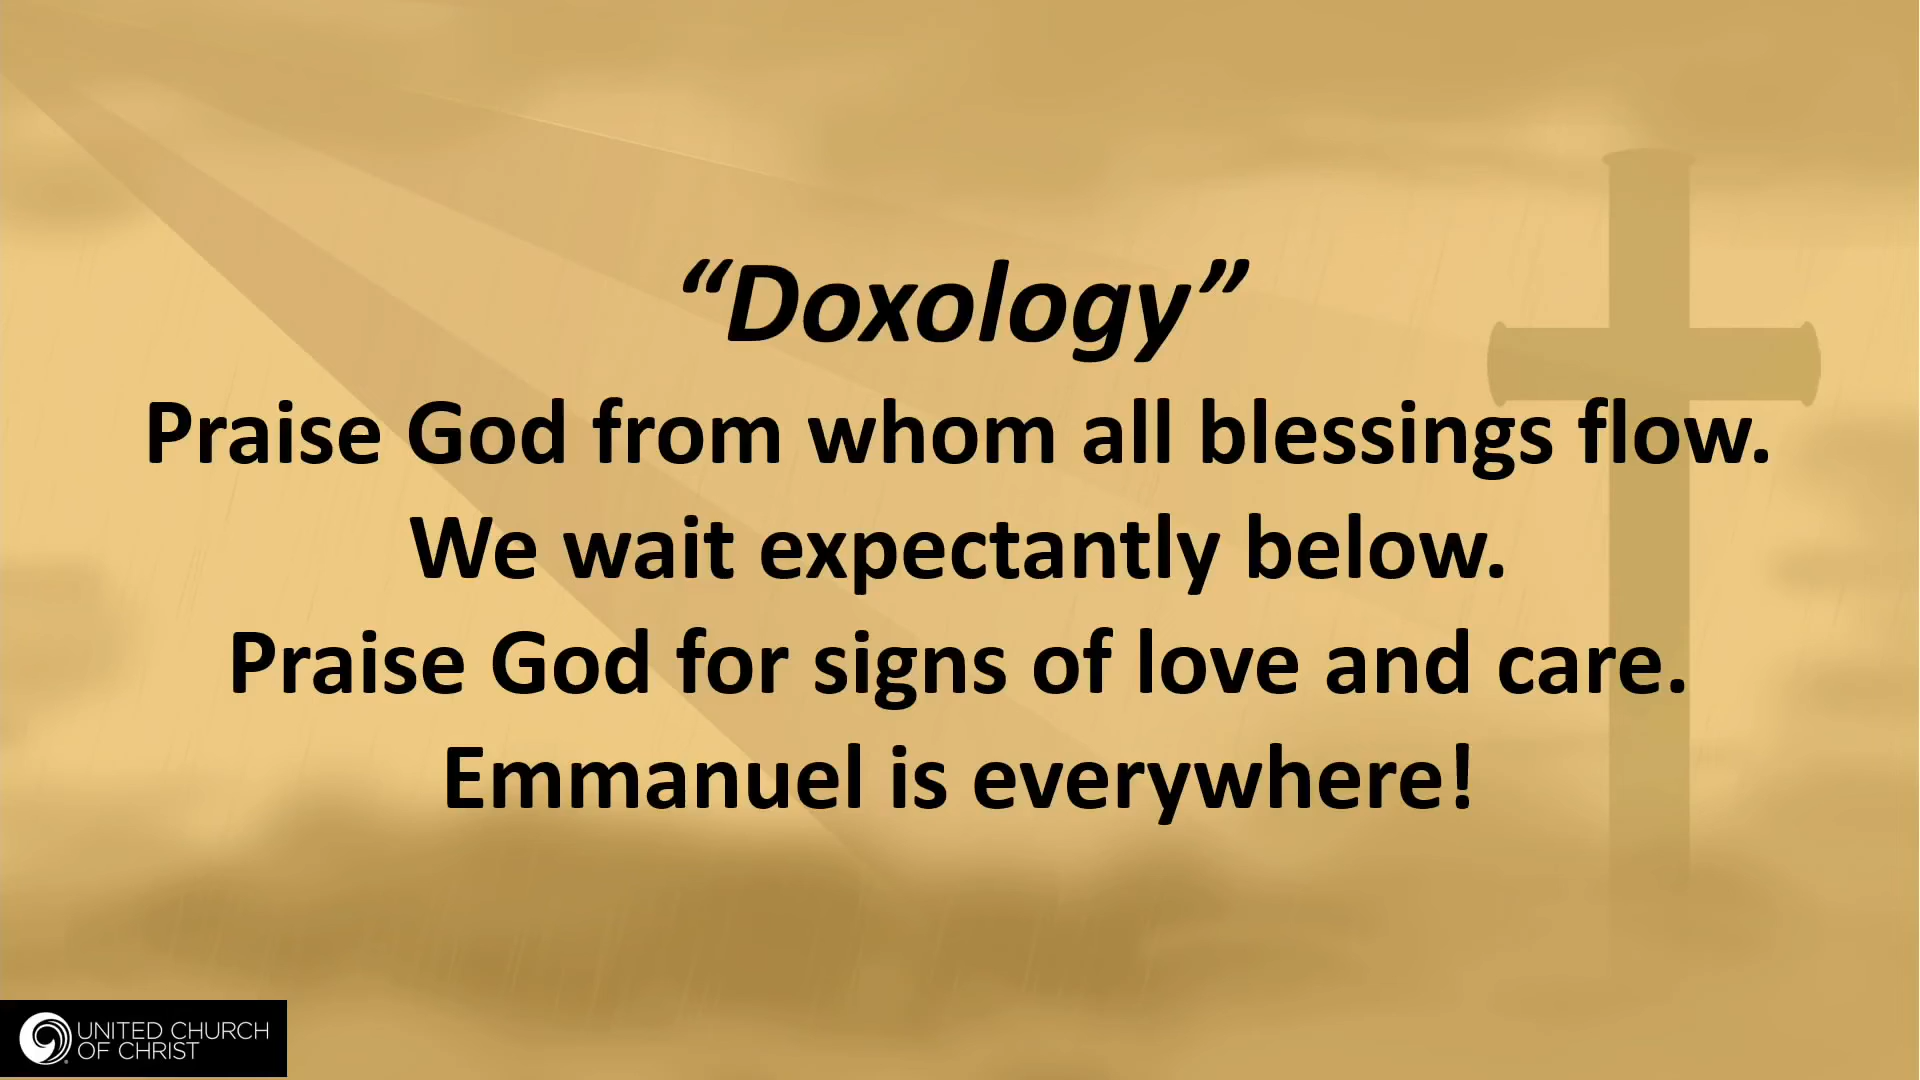 “Doxology”
Praise God from whom all blessings flow.
We wait expectantly below.
Praise God for signs of love and care.
Emmanuel is everywhere!
UNITED CHURCH
OF CHRIST